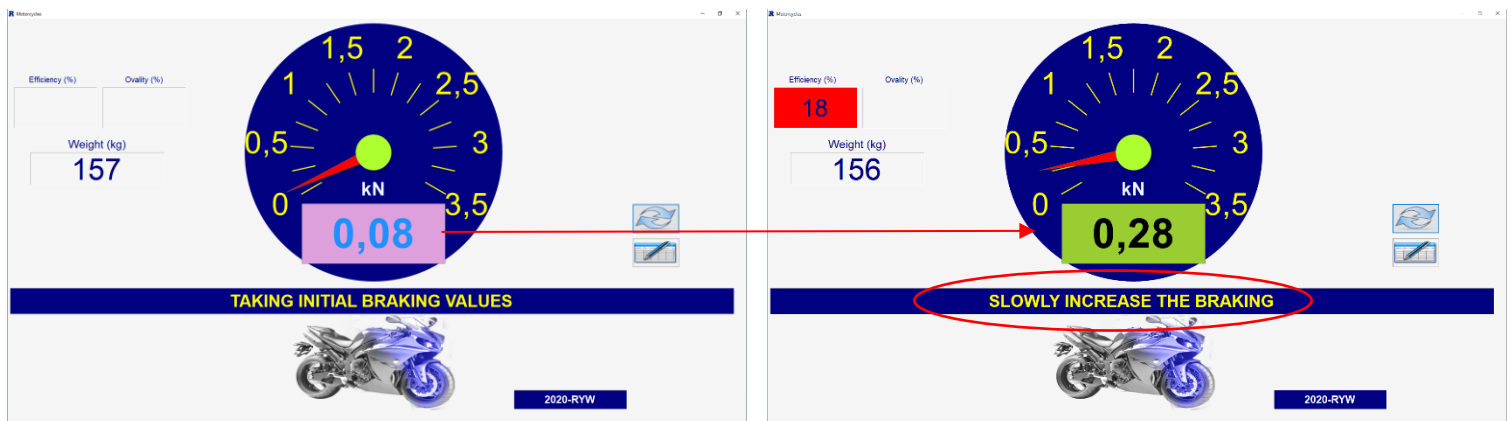 Motorcycles
Efficiency (%)
Ovality (%)
Weight (kg)
157
0
0,5
1
1,5
2
2,5
3
3,5
kN
0,08
TAKING INITIAL BRAKING VALUES
2020-RYW
Motorcycles
Efficiency (%)
Ovality (%)
18
Weight (kg)
156
0
0,5
1
1,5
2
2,5
3
3,5
kN
0,28
SLOWLY INCREASE THE BRAKING
2020-RYW